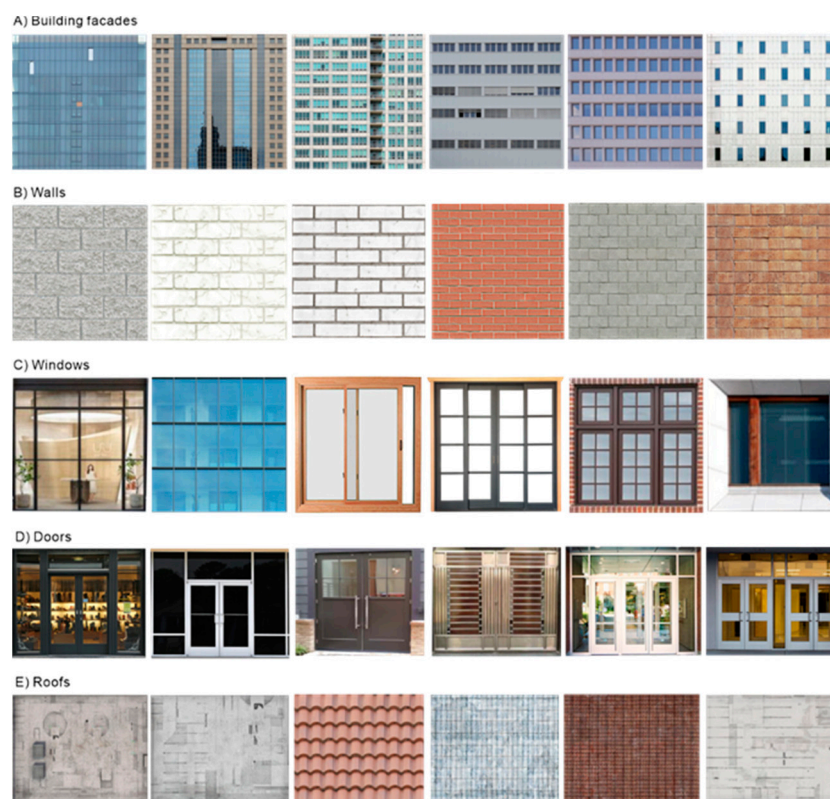 A) Building facades
B) Walls
C) Windows
D) Doors
E) Roofs